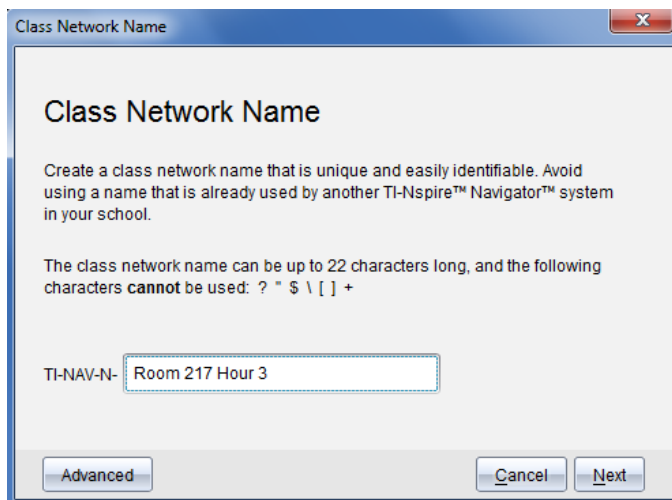 Class Network Name
Class Network Name
Create a class network name that is unique and easily identifiable. Avoid
using a name that is already used by another TI-Nspire™ Navigator™ system
in your school.
The class network name can be up to 22 characters long, and the following
characters cannot be used: ? " $ \ [ ] +
TI-NAV-N- Room 217 Hour 3
Advanced Cancel Next